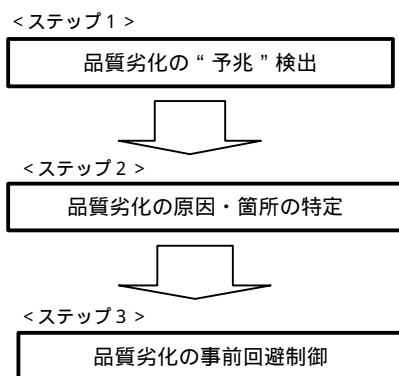 <ステップ1>
品質劣化の“予兆”検出
<ステップ2>
品質劣化の原因・箇所の特定
<ステップ3>
品質劣化の事前回避制御